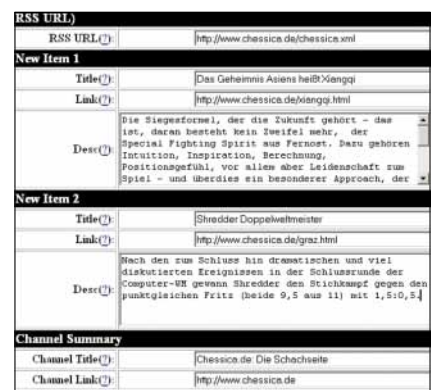 RSS URL)
RSS URL(?): http://www.chessica.de/chessica.xml
New Item 1
Title(?): Das Geheimnis Asiens heißt Xiangqi
Link(?): http://www.chessica.de/xiangqi.html
Die Siegesformel, der die Zukunft gehört - das
ist, daran besteht kein Zweifel mehr, der
Special Fighting Spirit aus Fernost. Dazu gehören
Desc(?): Intuition, Inspiration, Berechnung,
Positionsgefühl, vor allem aber Leidenschaft zum
Spiel - und überdies ein besonderer Approach, der
New Item 2
Title(?): Shredder Doppelweltmeister
Link(?): http://www.chessica.de/graz.html
Nach den zum Schluss hin dramatischen und viel
diskutierten Ereignissen in der Schlussrunde der
Computer-WM gewann Shredder den Stichkampf gegen den
Desc(?): punktgleichen Fritz (beide 9,5 aus 11) mit 1,5:0,5.
Channel Summary
Channel Title(?): Chessica.de: Die Schachseite
Channel Link(?): http://www.chessica.de